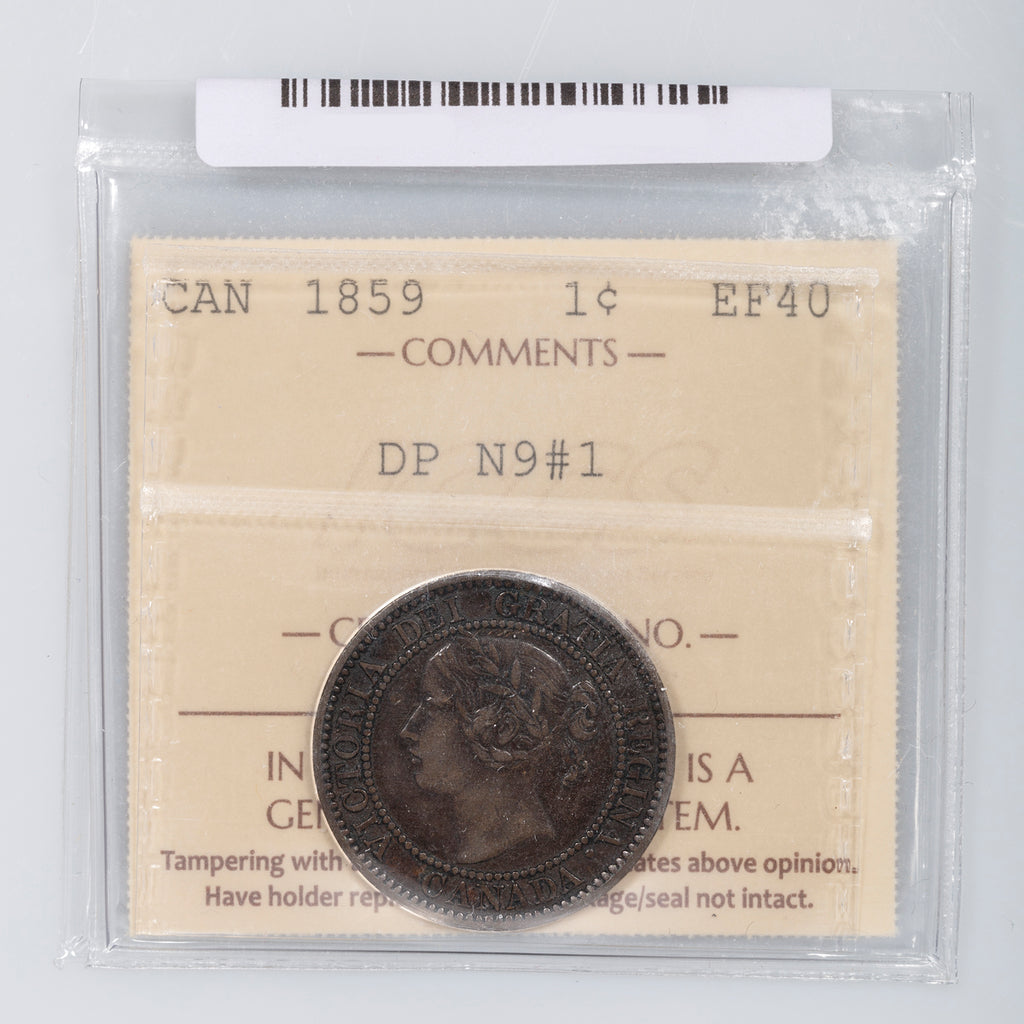 CAN 1859 1¢ EF40
— COMMENTS —
DP N9#1
— C NO. —
VICTORIA DEI GRATIA REGINA
CANADA
IN IS A
GE TEM.
Tampering with ates above opinion.
Have holder rep age/seal not intact.